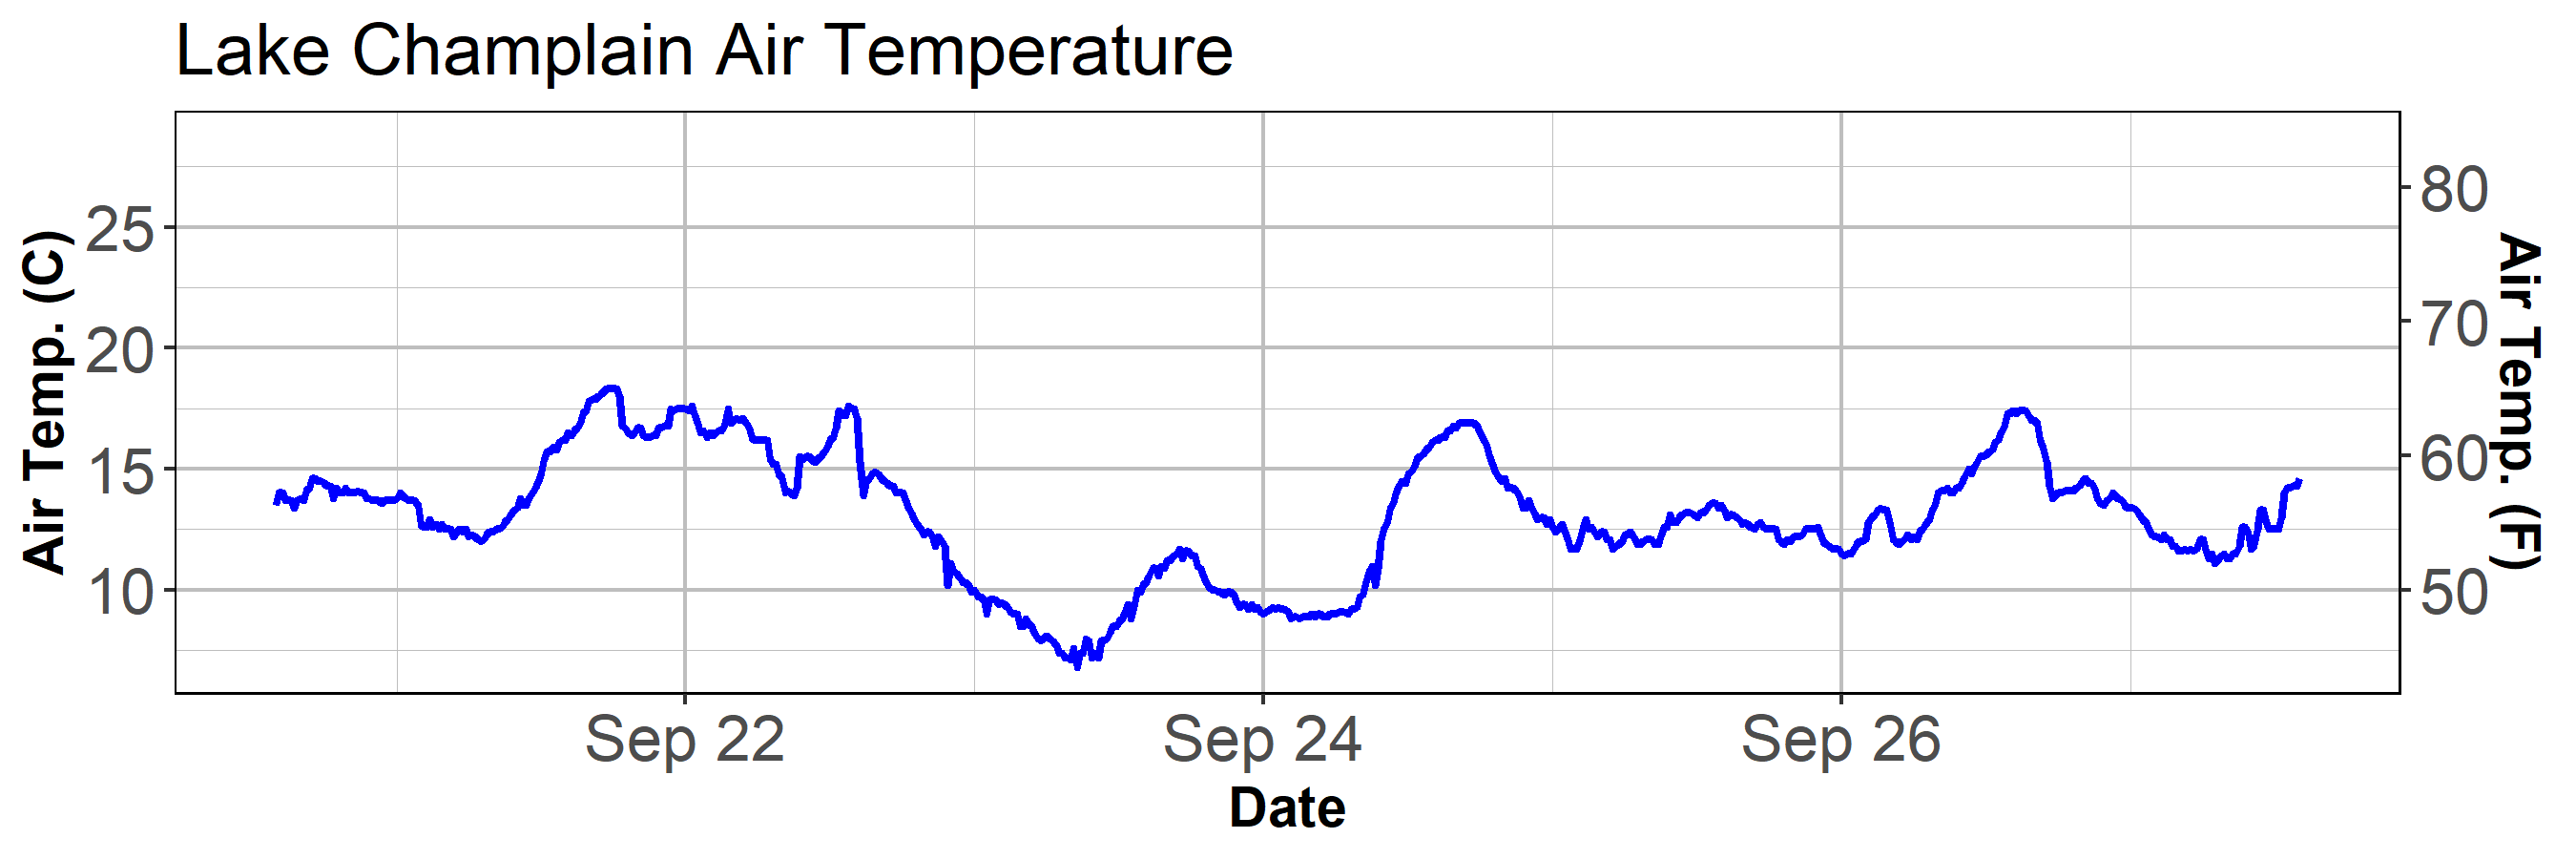 Lake Champlain Air Temperature
Air Temp. (C)
25
20
15
10
80
70
60
50
Air Temp. (F)
Sep 22
Sep 24
Sep 26
Date